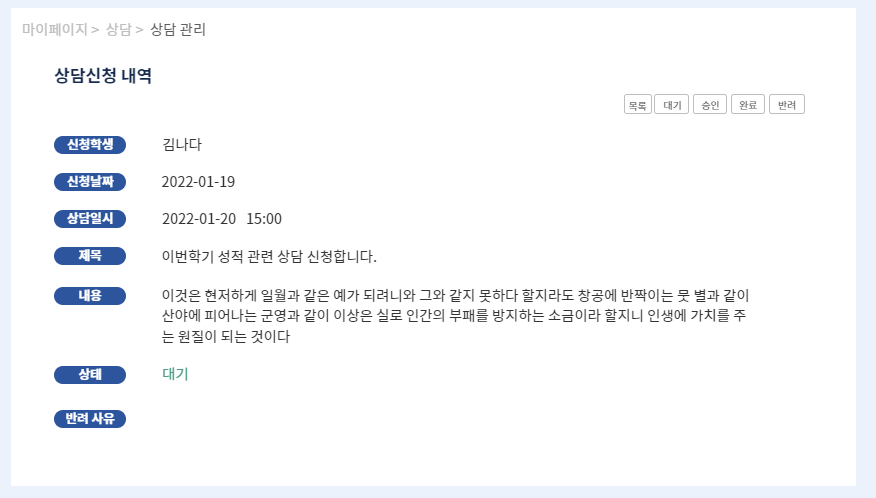 마이페이지 > 상담 > 상담 관리
상담신청 내역
목록 대기 승인 완료 반려
신청학생 김나다
신청날짜 2022-01-19
상담일시 2022-01-20 15:00
제목 이번학기 성적 관련 상담 신청합니다.
내용 이것은 현저하게 일월과 같은 예가 되려니와 그와 같지 못하다 할지라도 창공에 반짝이는 뭇 별과 같이
산야에 피어나는 군영과 같이 이상은 실로 인간의 부패를 방지하는 소금이라 할지니 인생에 가치를 주
는 원질이 되는 것이다
상태 대기
반려 사유